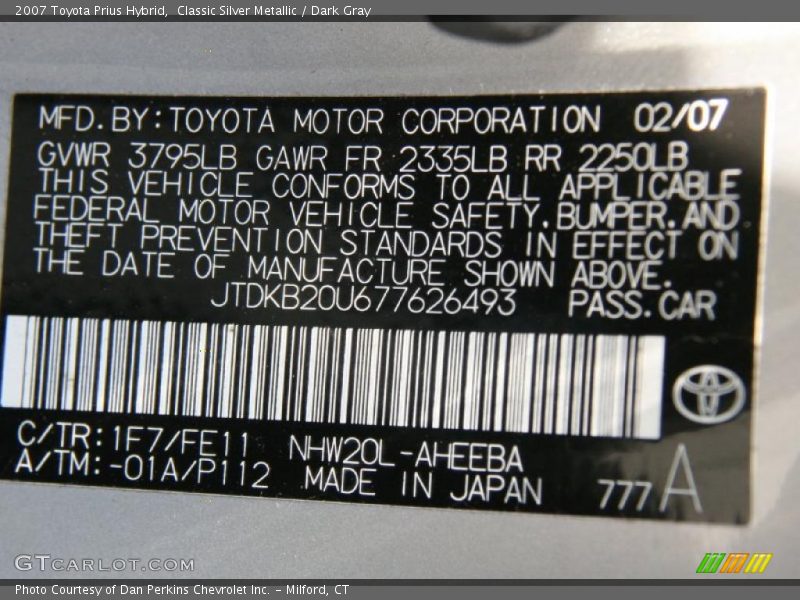 2007 Toyota Prius Hybrid, Classic Silver Metallic / Dark Gray
MFD.BY:TOYOTA MOTOR CORPORATION 02/07
GVWR 3795LB GAWR FR 2335LB RR 2250LB
THIS VEHICLE CONFORMS TO ALL APPLICABLE
FEDERAL MOTOR VEHICLE SAFETY,BUMPER,AND
THEFT PREVENTION STANDARDS IN EFFECT ON
THE DATE OF MANUFACTURE SHOWN ABOVE.
JTDKB20U677626493 PASS.CAR
C/TR:1F7/FE11 NHW20L-AHEEBA
A/TM:-01A/P112 MADE IN JAPAN 777 A
GTCARLOT.COM
Photo Courtesy of Dan Perkins Chevrolet Inc. – Milford, CT